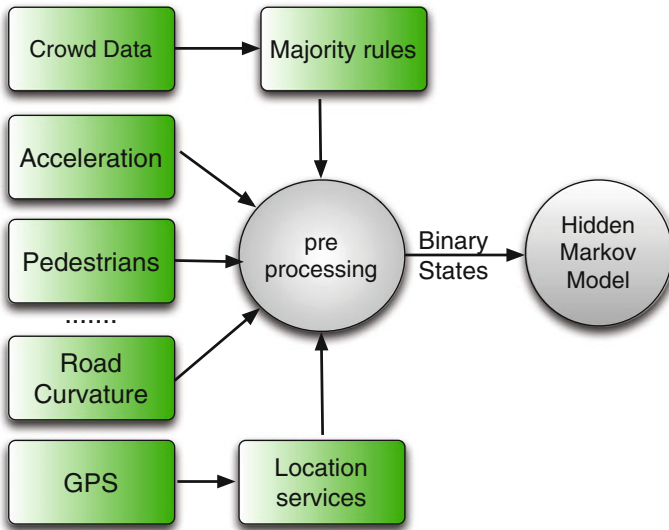 Crowd Data
Majority rules
Acceleration
Pedestrians
.......
Road
Curvature
GPS
Location
services
pre
processing
Binary
States
Hidden
Markov
Model